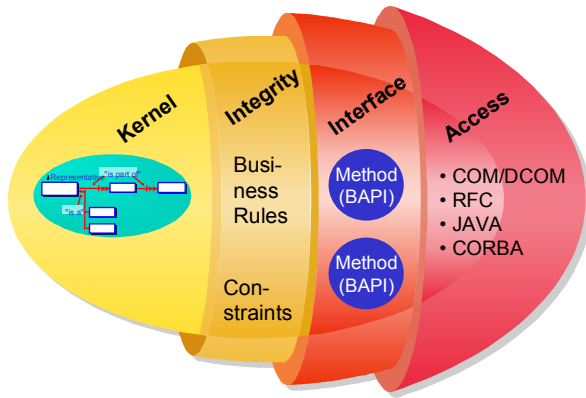 Kernel
Integrity
Interface
Access
Representative
"is part of"
"is a"
Busi-
ness
Rules
Con-
straints
Method
(BAPI)
Method
(BAPI)
• COM/DCOM
• RFC
• JAVA
• CORBA